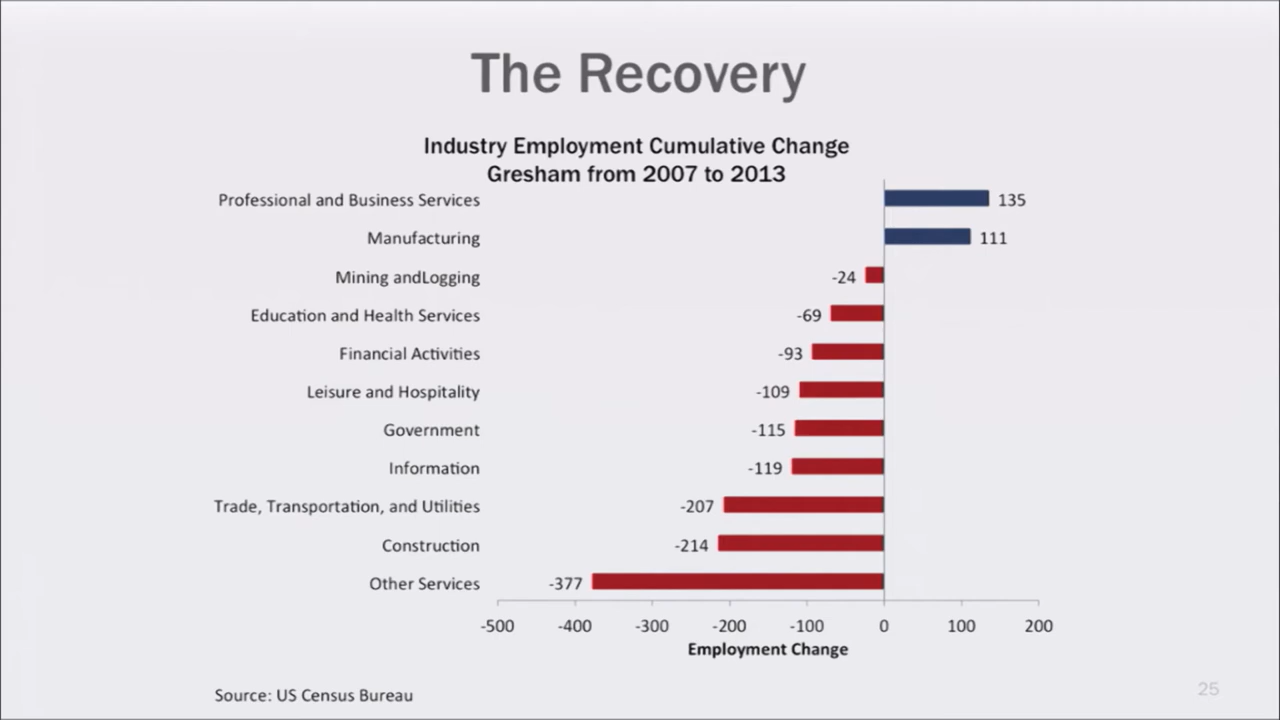 The Recovery
Industry Employment Cumulative Change
Gresham from 2007 to 2013
Professional and Business Services 135
Manufacturing 111
Mining andLogging -24
Education and Health Services -69
Financial Activities -93
Leisure and Hospitality -109
Government -115
Information -119
Trade, Transportation, and Utilities -207
Construction -214
Other Services -377
-500 -400 -300 -200 -100 0 100 200
Employment Change
Source: US Census Bureau
25